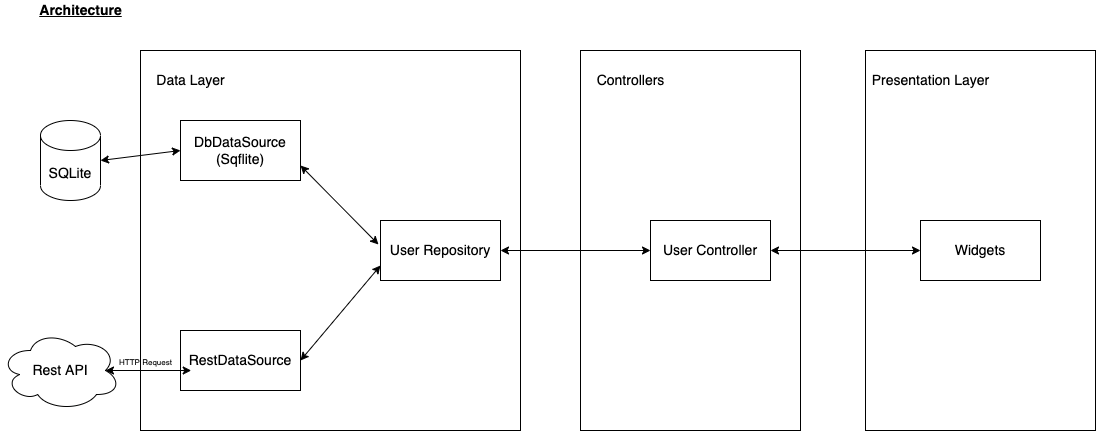 Architecture
Data Layer
Controllers
Presentation Layer
DbDataSource
(Sqflite)
SQLite
User Repository
User Controller
Widgets
HTTP Request
RestDataSource
Rest API